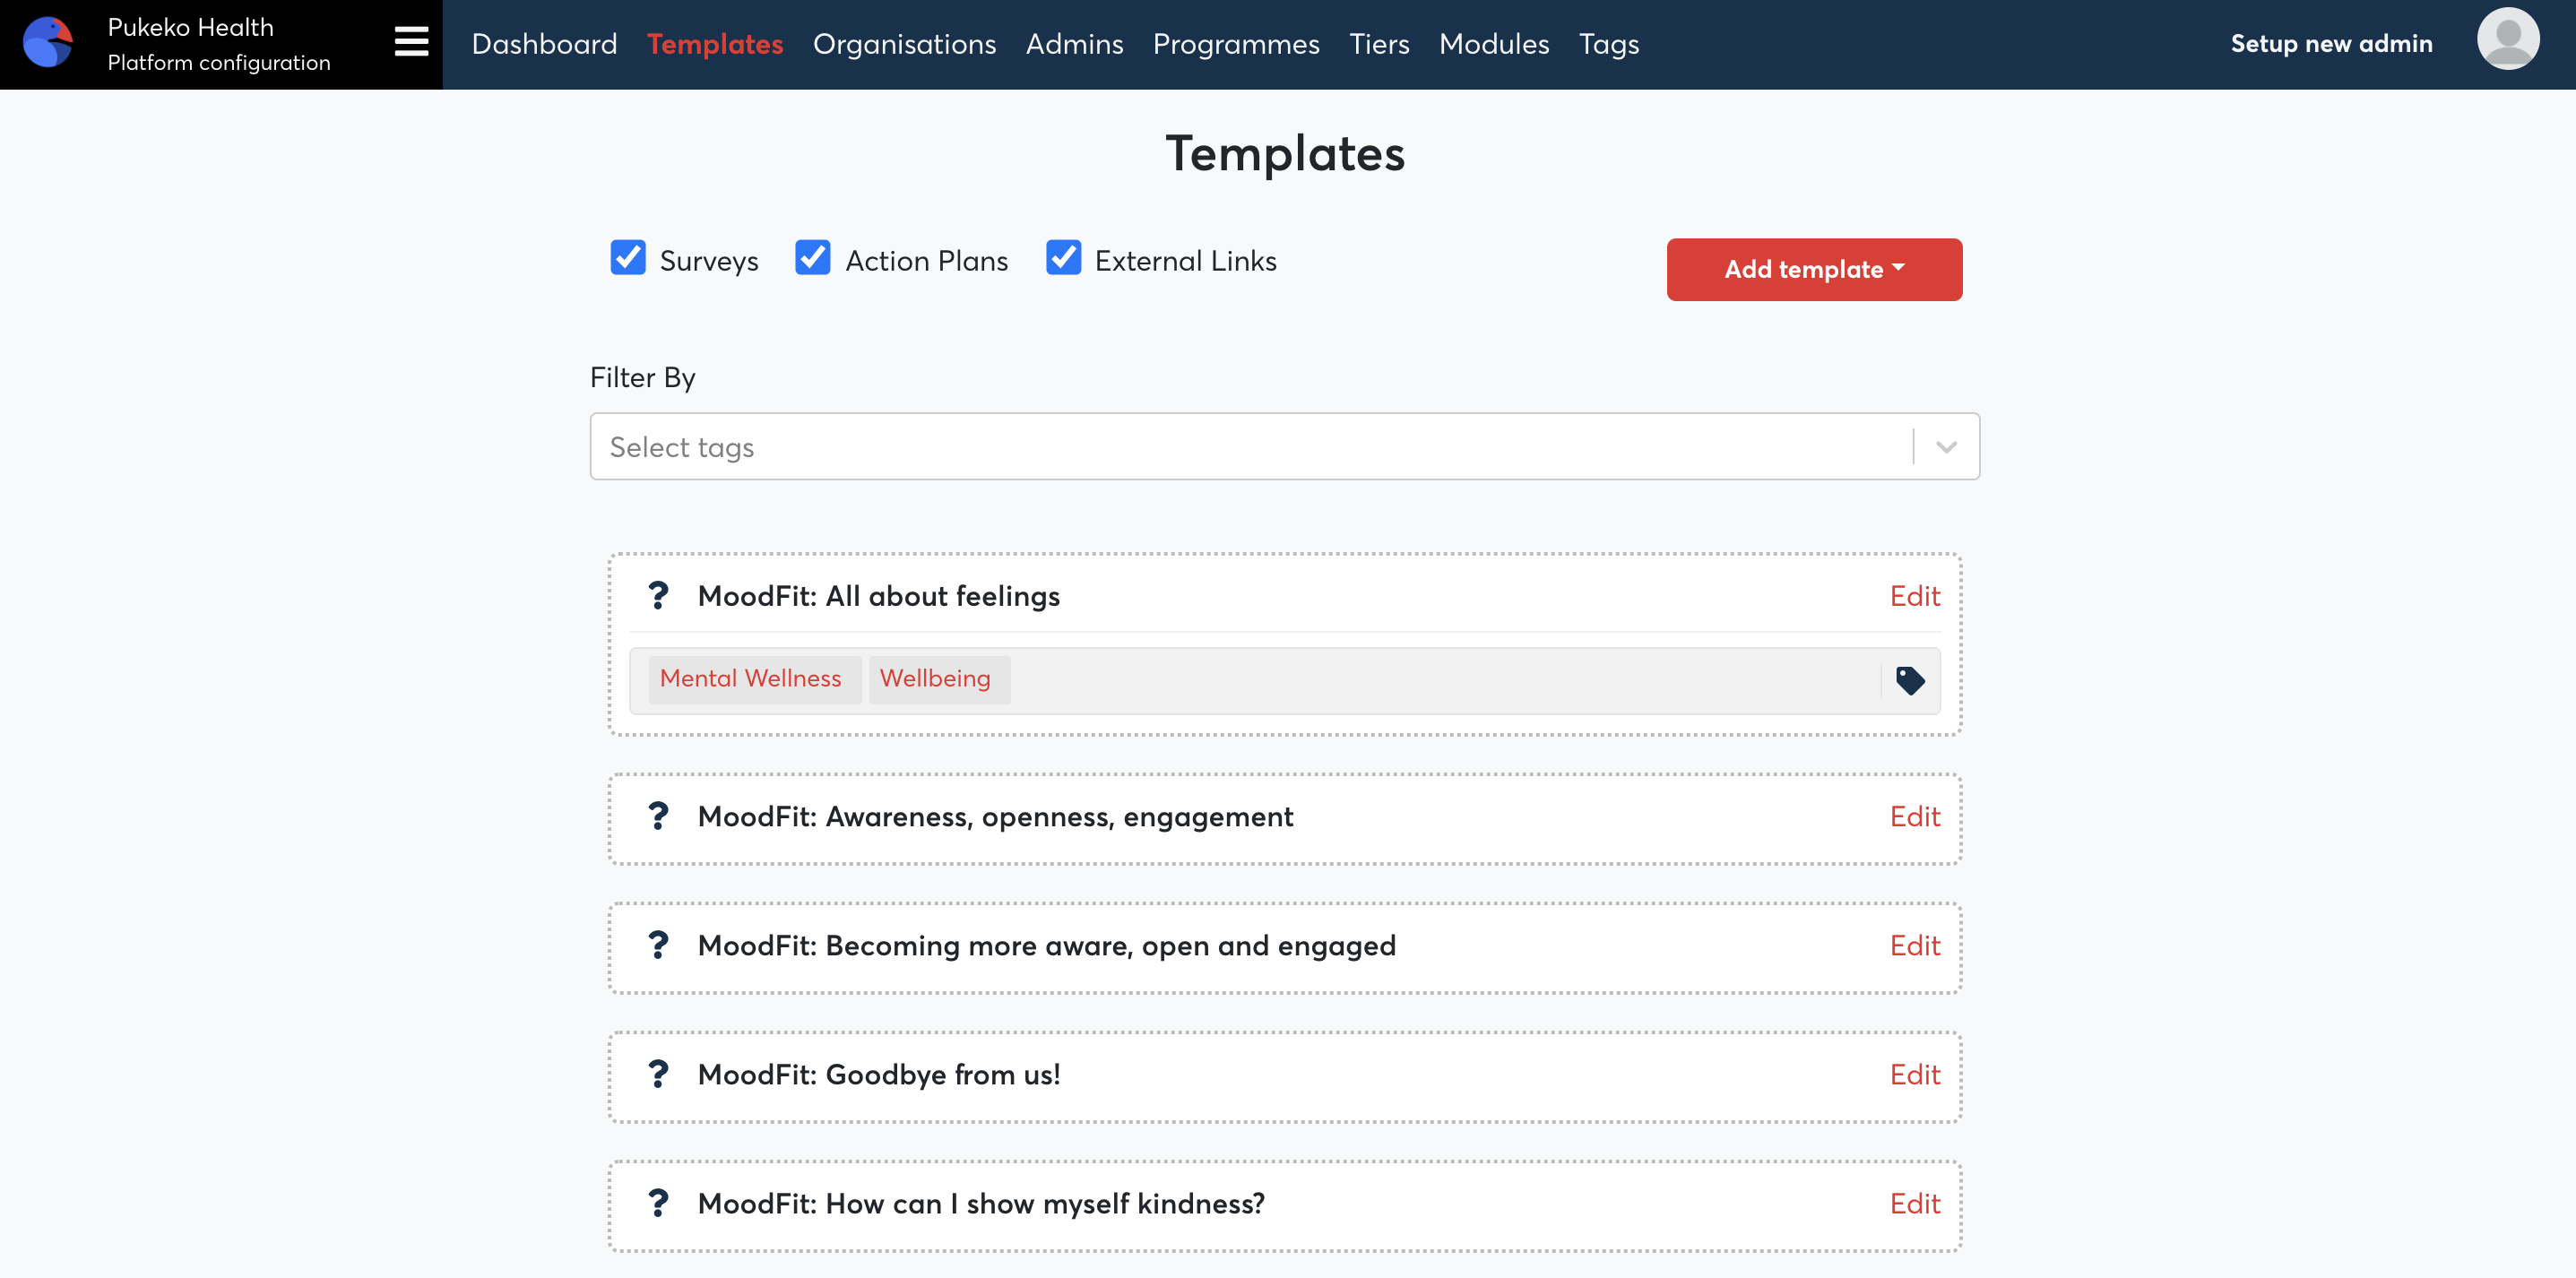 Pukeko Health
Platform configuration
Dashboard Templates Organisations Admins Programmes Tiers Modules Tags
Setup new admin
Templates
Surveys Action Plans External Links
Add template
Filter By
Select tags
? MoodFit: All about feelings Edit
Mental Wellness Wellbeing
? MoodFit: Awareness, openness, engagement Edit
? MoodFit: Becoming more aware, open and engaged Edit
? MoodFit: Goodbye from us! Edit
? MoodFit: How can I show myself kindness? Edit